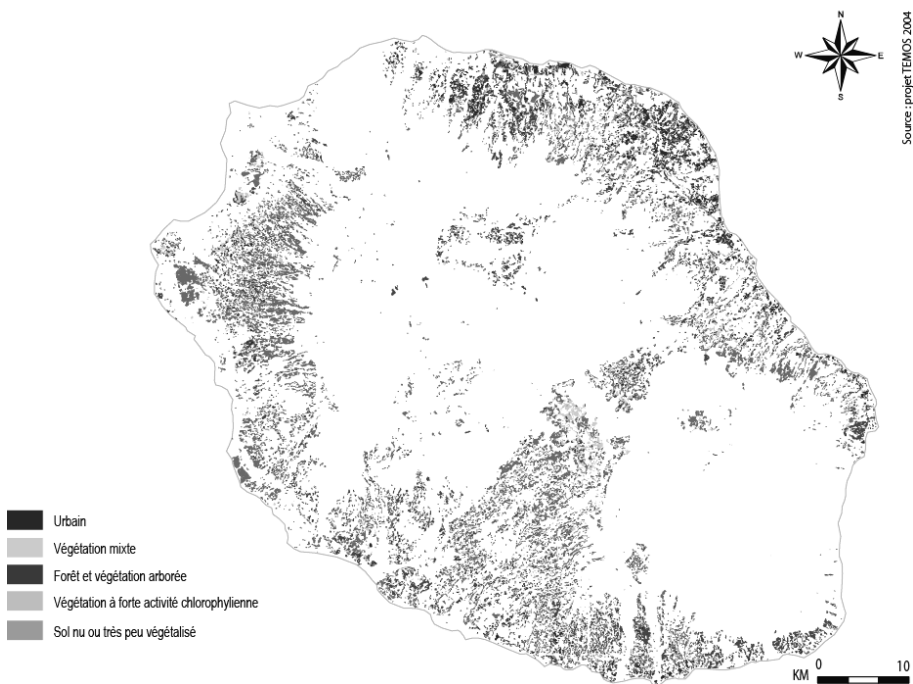 N
W E
S
Source : projet TEMOS 2004
Urbain
Végétation mixte
Forêt et végétation arborée
Végétation à forte activité chlorophylienne
Sol nu ou très peu végétalisé
KM 0 10